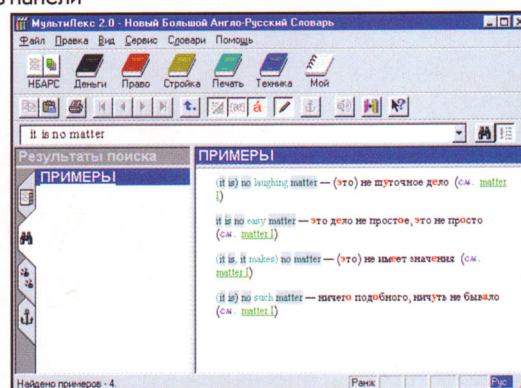 панели
МультиЛекс 2.0 - Новый Большой Англо-Русский Словарь
Файл Правка Вид Сервис Словари Помощь
НБАРС Деньги Право Стройка Печать Техника Мой
it is no matter
Результаты поиска
ПРИМЕРЫ
ПРИМЕРЫ
(it is) no laughing matter — (это) не шуточное дело (см. matter
I)
it is no easy matter — это дело не простое, это не просто
(см. matter I)
(it is, it makes) no matter — (это) не имеет значения (см.
matter I)
(it is) no such matter — ничего подобного, ничуть не бывало
(см. matter I)
Найдено примеров - 4.
Ранж
Рус